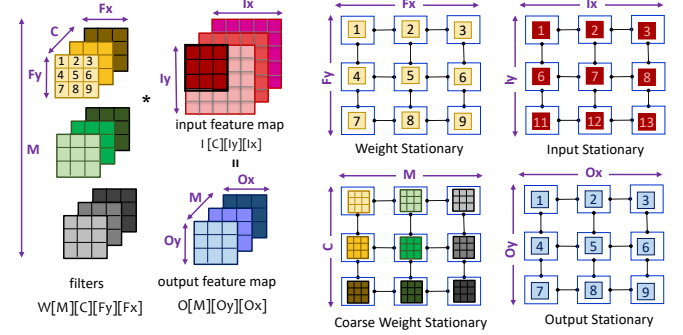 Fx
C
Fy
1 2 3
4 5 6
7 8 9
*
M
filters
W[M][C][Fy][Fx]
Ix
Iy
input feature map
I [C][Iy][Ix]
=
Ox
M
Oy
output feature map
O[M][Oy][Ox]
Fx
Fy
1 2 3
4 5 6
7 8 9
Weight Stationary
Ix
Iy
1 2 3
6 7 8
11 12 13
Input Stationary
M
C
Coarse Weight Stationary
Ox
Oy
1 2 3
4 5 6
7 8 9
Output Stationary